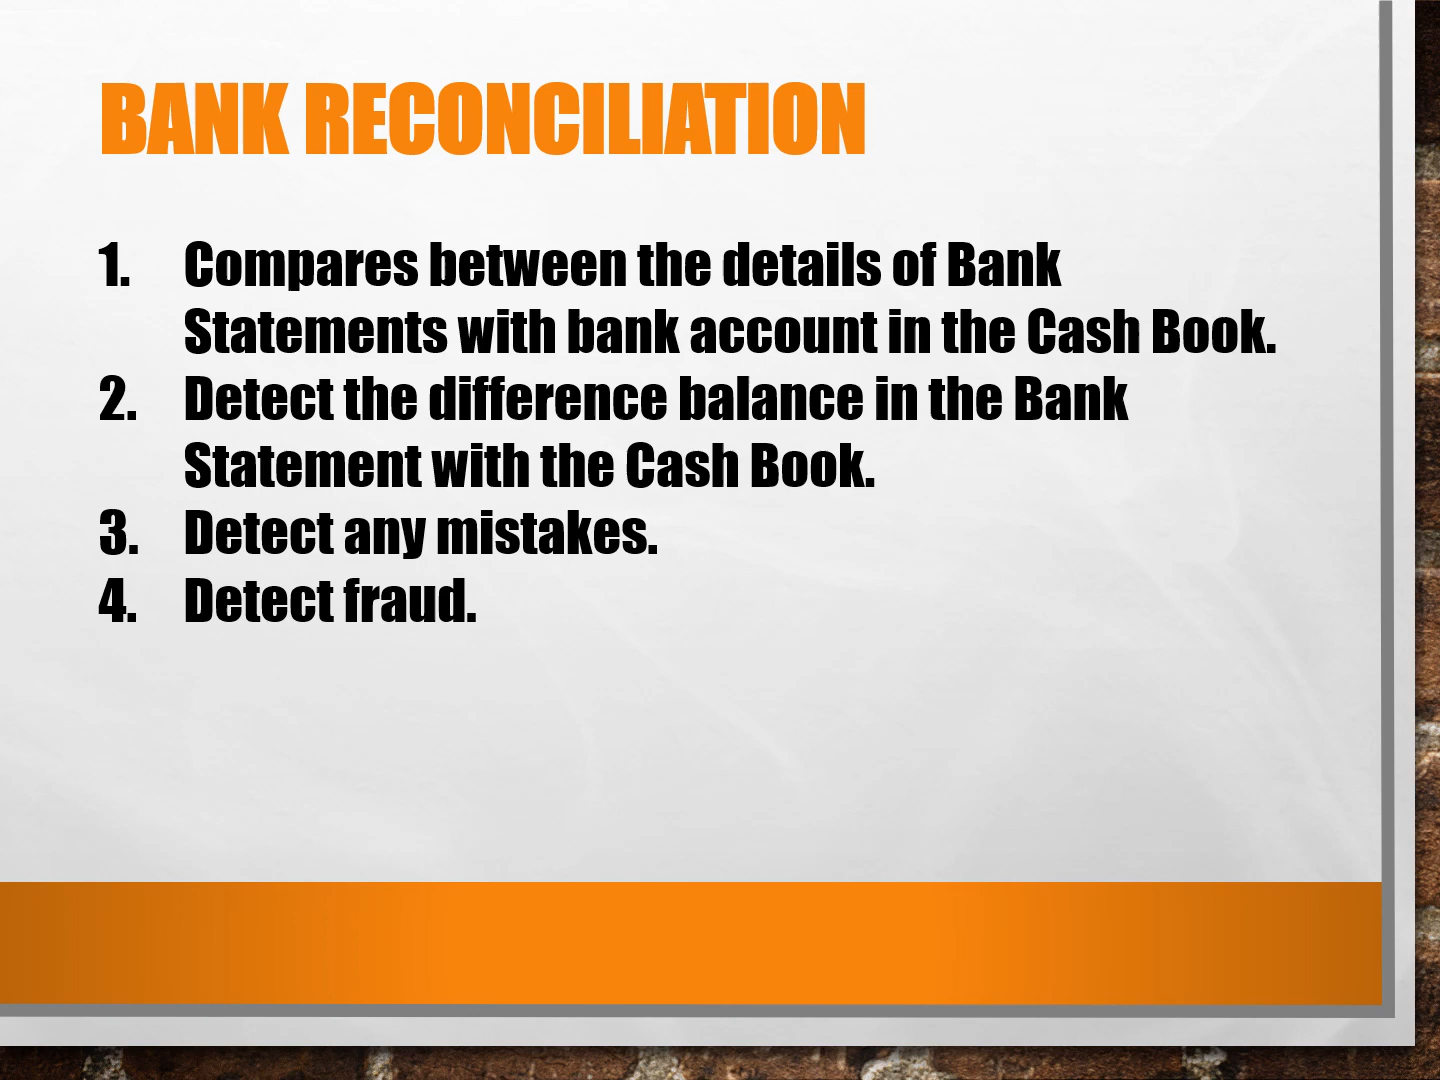 BANK RECONCILIATION
1. Compares between the details of Bank
Statements with bank account in the Cash Book.
2. Detect the difference balance in the Bank
Statement with the Cash Book.
3. Detect any mistakes.
4. Detect fraud.